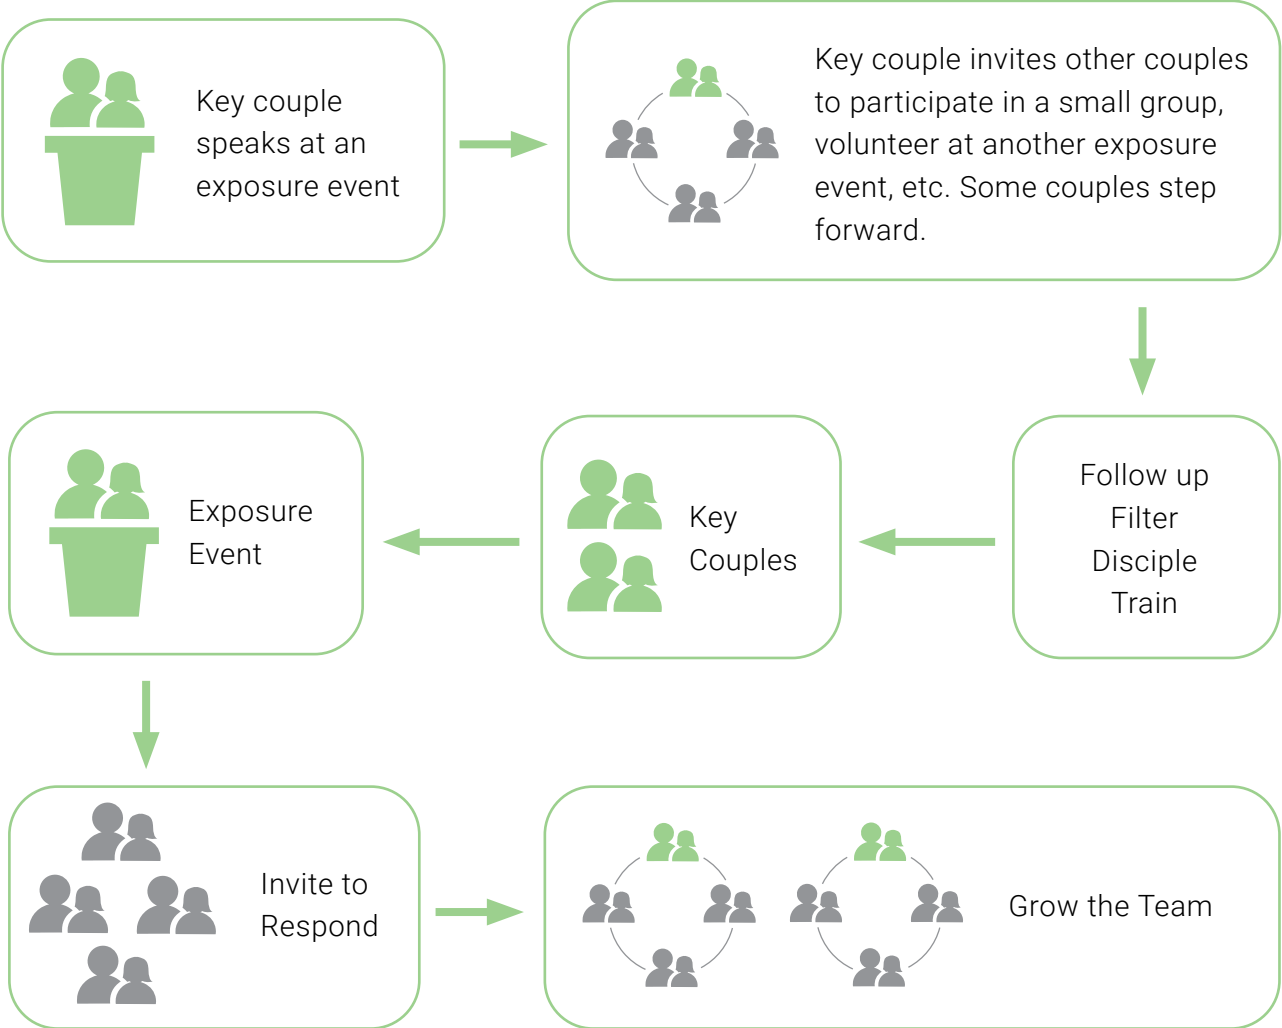 Key couple
speaks at an
exposure event
Key couple invites other couples
to participate in a small group,
volunteer at another exposure
event, etc. Some couples step
forward.
Follow up
Filter
Disciple
Train
Key
Couples
Exposure
Event
Invite to
Respond
Grow the Team